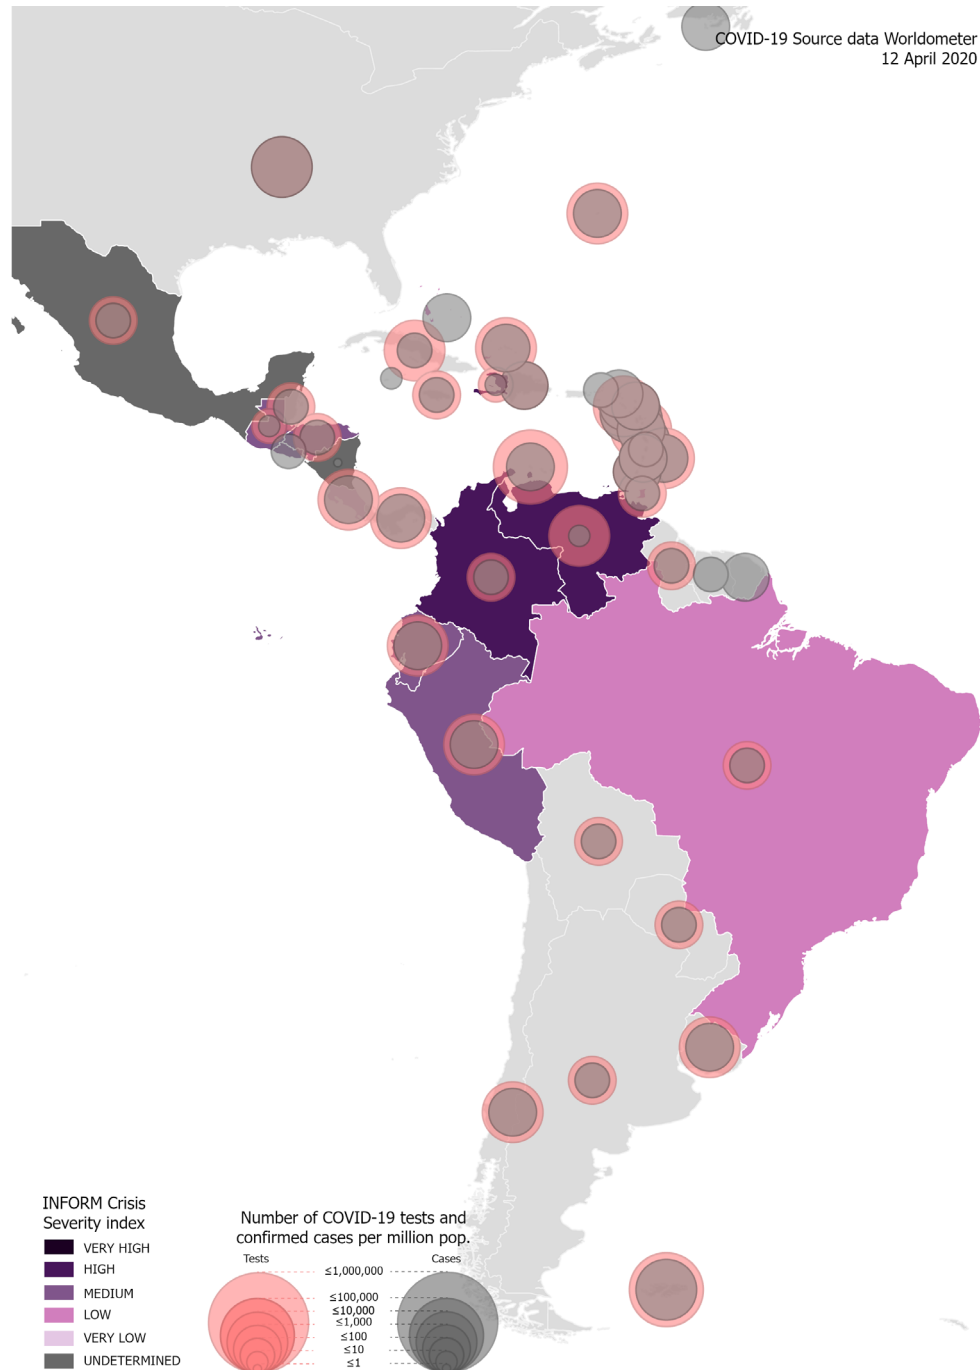 COVID-19 Source data Worldometer
12 April 2020
INFORM Crisis
Severity index
VERY HIGH
HIGH
MEDIUM
LOW
VERY LOW
UNDETERMINED
Number of COVID-19 tests and
confirmed cases per million pop.
Tests
Cases
≤1,000,000
≤100,000
≤10,000
≤1,000
≤100
≤10
≤1